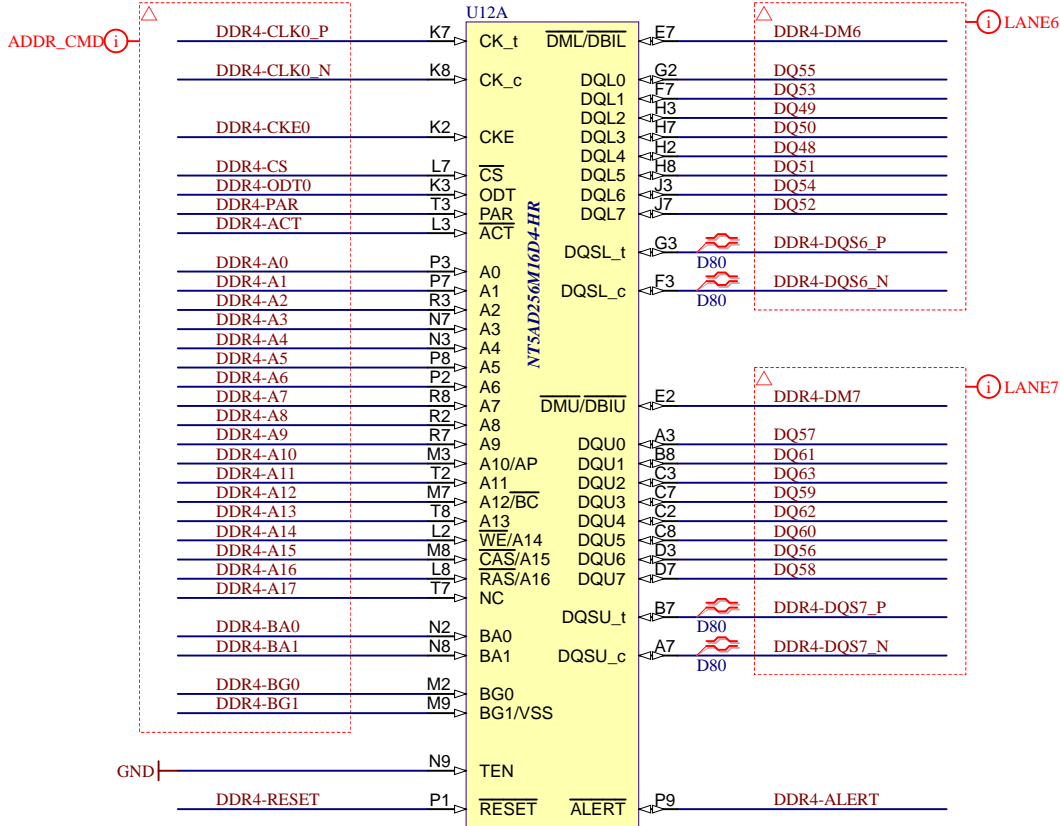 U12A
ADDR_CMD i
LANE6 i
DDR4-CLK0_P K7 CK_t DML/DBIL E7 DDR4-DM6
DDR4-CLK0_N K8 CK_c DQL0 G2 DQ55
DQL1 F7 DQ53
DQL2 H3 DQ49
DDR4-CKE0 K2 CKE DQL3 H7 DQ50
DQL4 H2 DQ48
DDR4-CS L7 CS DQL5 H8 DQ51
DDR4-ODT0 K3 ODT DQL6 J3 DQ54
DDR4-PAR T3 PAR DQL7 J7 DQ52
DDR4-ACT L3 ACT
DQSL_t G3 D80 DDR4-DQS6_P
DDR4-A0 P3 A0
DDR4-A1 P7 A1 DQSL_c F3 D80 DDR4-DQS6_N
DDR4-A2 R3 A2
DDR4-A3 N7 A3
DDR4-A4 N3 A4
DDR4-A5 P8 A5
NT5AD256M16D4-HR
DDR4-A6 P2 A6
LANE7 i
DDR4-A7 R8 A7 DMU/DBIU E2 DDR4-DM7
DDR4-A8 R2 A8
DDR4-A9 R7 A9 DQU0 A3 DQ57
DDR4-A10 M3 A10/AP DQU1 B8 DQ61
DDR4-A11 T2 A11 DQU2 C3 DQ63
DDR4-A12 M7 A12/BC DQU3 C7 DQ59
DDR4-A13 T8 A13 DQU4 C2 DQ62
DDR4-A14 L2 WE/A14 DQU5 C8 DQ60
DDR4-A15 M8 CAS/A15 DQU6 D3 DQ56
DDR4-A16 L8 RAS/A16 DQU7 D7 DQ58
DDR4-A17 T7 NC
DQSU_t B7 D80 DDR4-DQS7_P
DDR4-BA0 N2 BA0
DDR4-BA1 N8 BA1 DQSU_c A7 D80 DDR4-DQS7_N
DDR4-BG0 M2 BG0
DDR4-BG1 M9 BG1/VSS
GND N9 TEN
DDR4-RESET P1 RESET ALERT P9 DDR4-ALERT